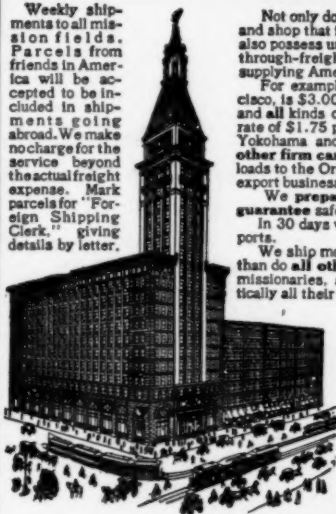 Weekly ship-
ments to all mis-
sion fields.
Parcels from
friends in Amer-
ica will be ac-
cepted to be in-
cluded in ship-
ments going
abroad. We make
no charge for the
service beyond
the actual freight
expense. Mark
parcels for "For-
eign Shipping
Clerk," giving
details by letter.
Not only d
and shop that
also possess u
through-freight
supplying Am
For exampl
cisco, is $3.00
and all kinds
rate of $1.75
Yokohama and
other firm ca
loads to the Or
export busines
We prepa
guarantee saf
In 30 days
ports.
We ship me
than do all ot
missionaries,
tically all their